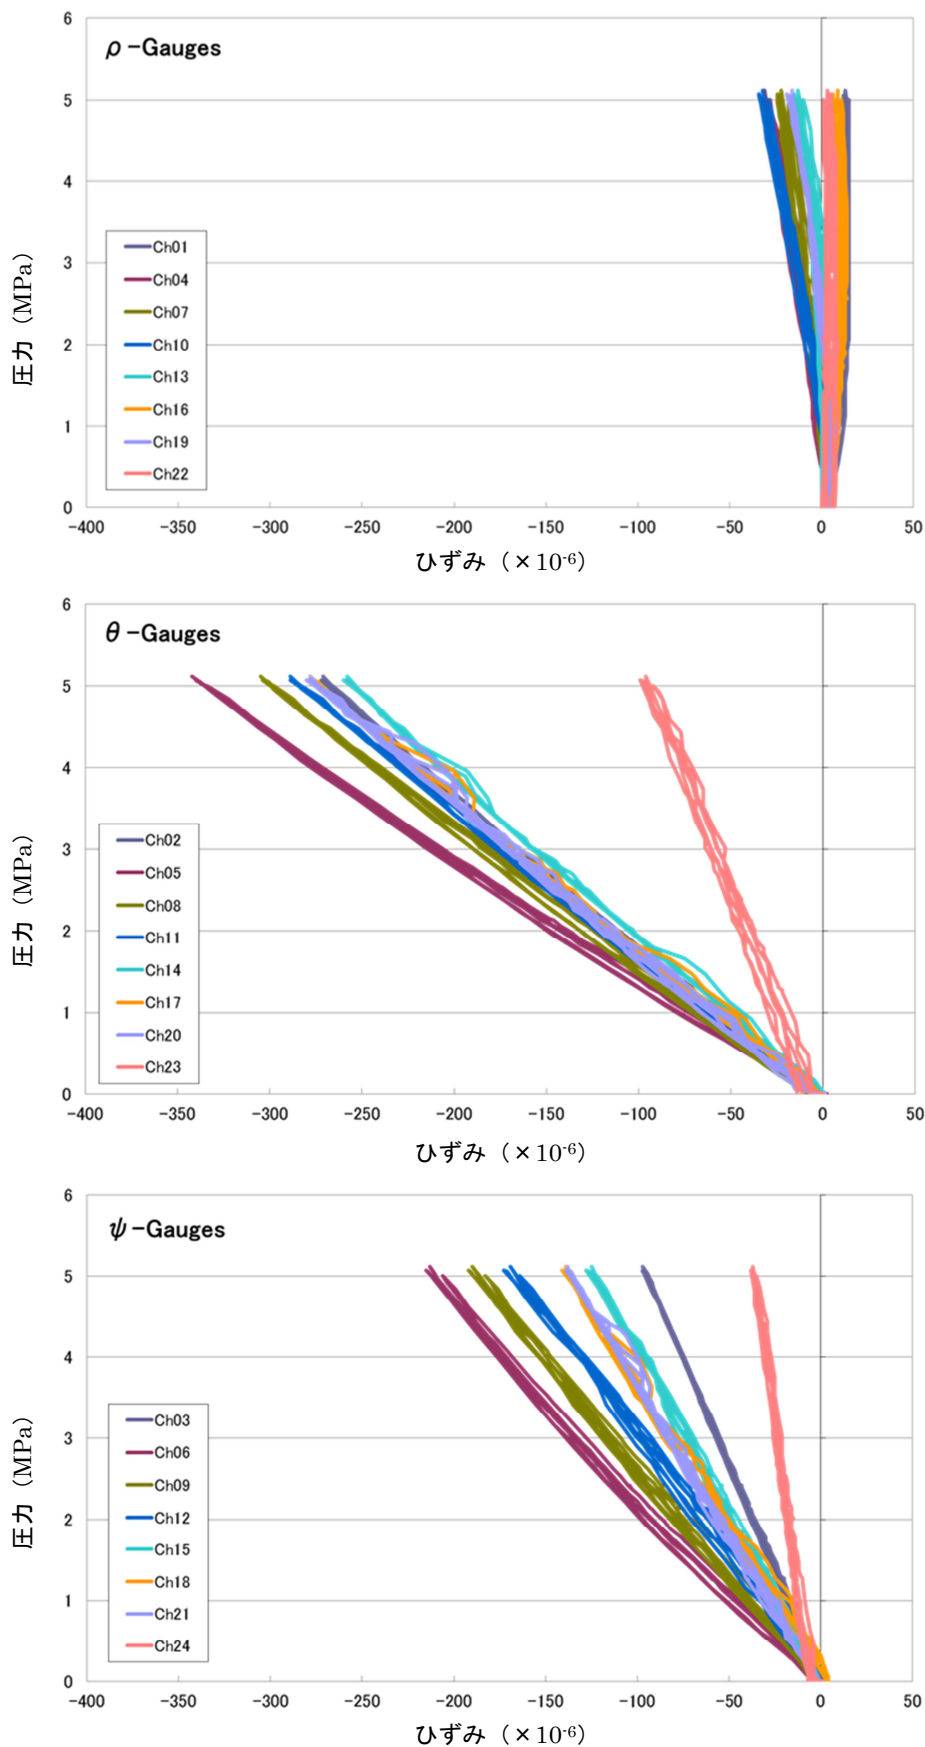 ρ-Gauges
6
5
4
3
2
1
0
圧力 (MPa)
Ch01
Ch04
Ch07
Ch10
Ch13
Ch16
Ch19
Ch22
-400 -350 -300 -250 -200 -150 -100 -50 0 50
ひずみ (×10⁻⁶)
θ-Gauges
6
5
4
3
2
1
0
圧力 (MPa)
Ch02
Ch05
Ch08
Ch11
Ch14
Ch17
Ch20
Ch23
-400 -350 -300 -250 -200 -150 -100 -50 0 50
ひずみ (×10⁻⁶)
ψ-Gauges
6
5
4
3
2
1
0
圧力 (MPa)
Ch03
Ch06
Ch09
Ch12
Ch15
Ch18
Ch21
Ch24
-400 -350 -300 -250 -200 -150 -100 -50 0 50
ひずみ (×10⁻⁶)